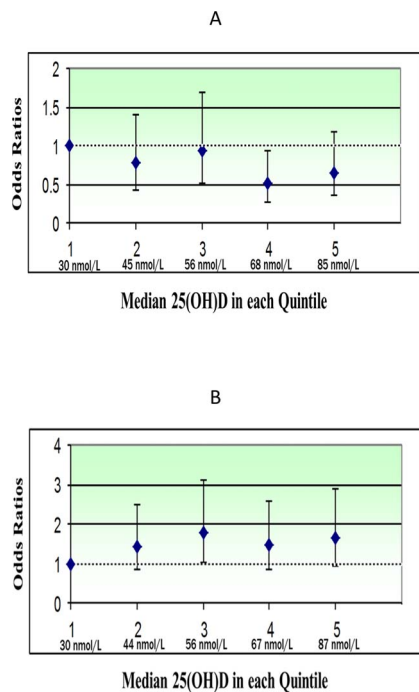 A
2
1.5
1
0.5
0
Odds Ratios
1 2 3 4 5
30 nmol/L 45 nmol/L 56 nmol/L 68 nmol/L 85 nmol/L
Median 25(OH)D in each Quintile
B
4
3
2
1
0
Odds Ratios
1 2 3 4 5
30 nmol/L 44 nmol/L 56 nmol/L 67 nmol/L 87 nmol/L
Median 25(OH)D in each Quintile